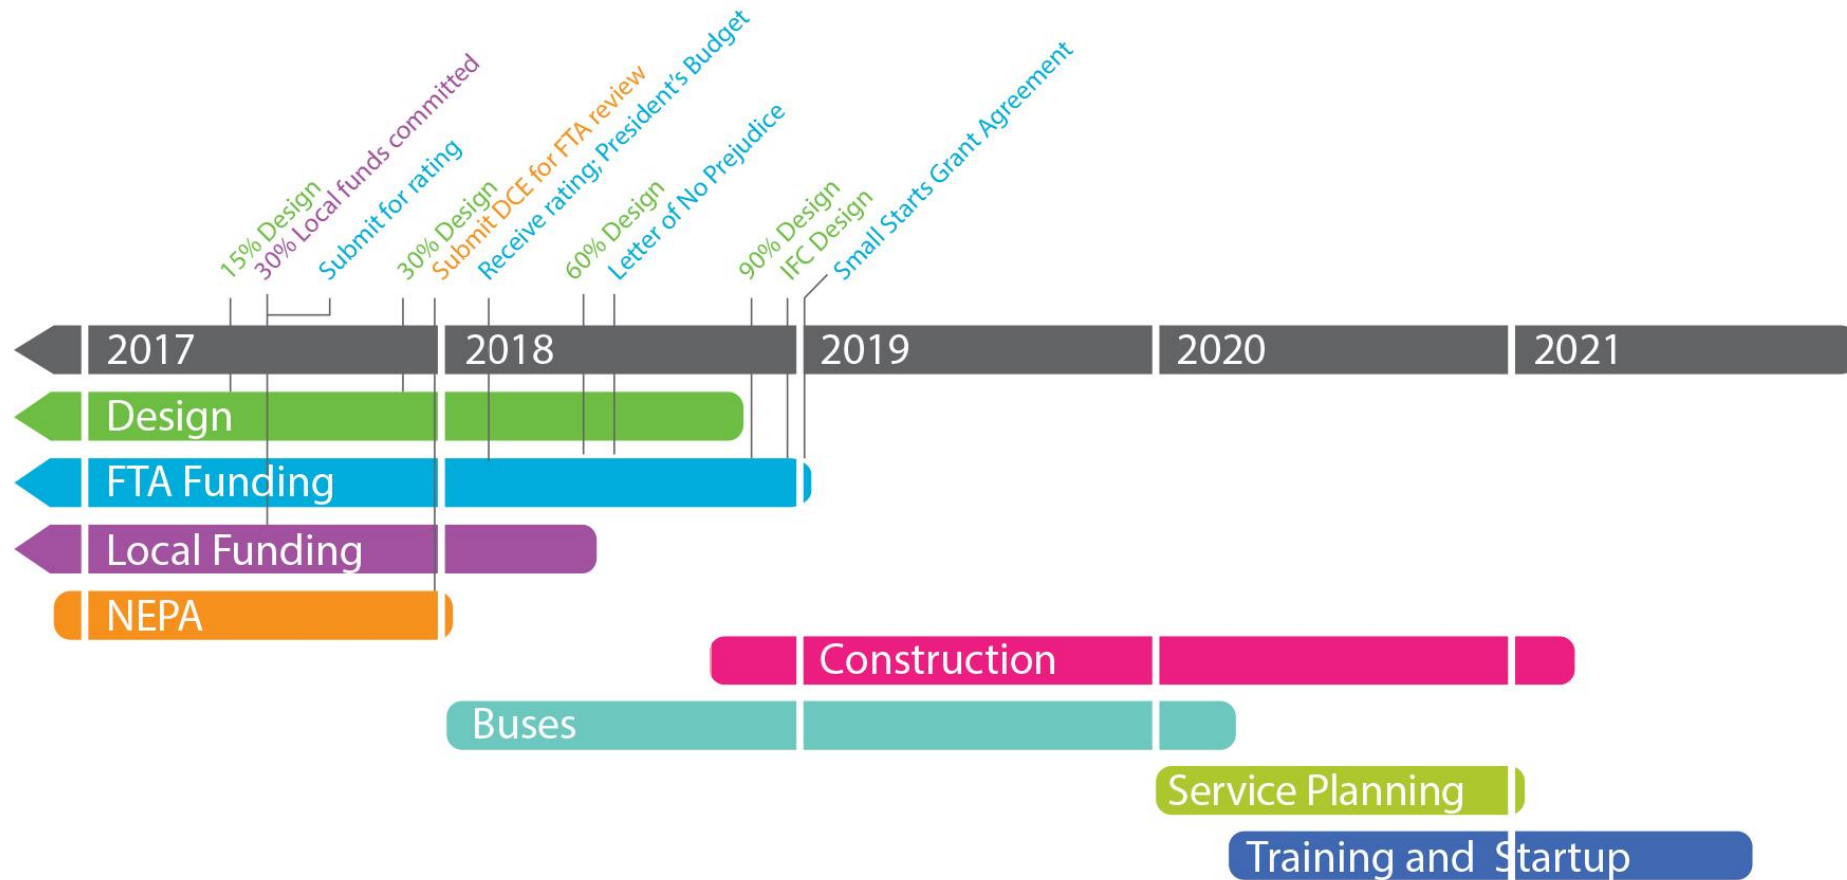 15% Design
30% Local funds committed
Submit for rating
30% Design
Submit DCE for FTA review
Receive rating; President's Budget
60% Design
Letter of No Prejudice
90% Design
IFC Design
Small Starts Grant Agreement
2017 2018 2019 2020 2021
Design
FTA Funding
Local Funding
NEPA
Construction
Buses
Service Planning
Training and Startup